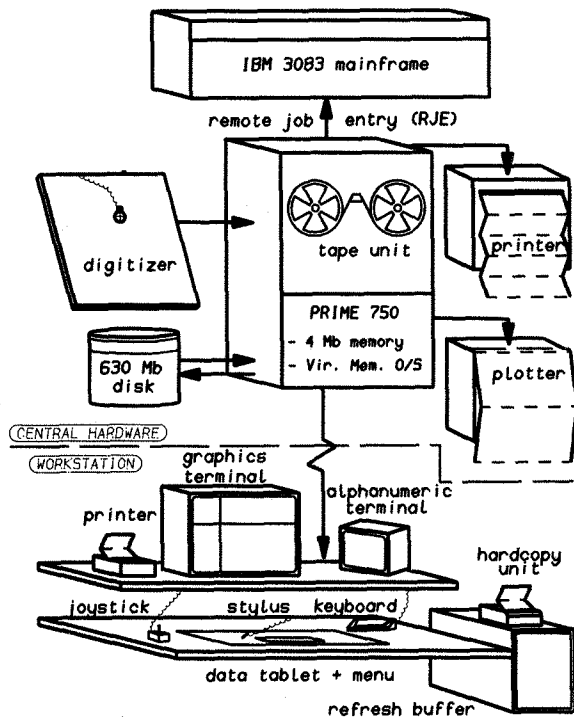 IBM 3083 mainframe
remote job entry (RJE)
tape unit
digitizer
printer
PRIME 750
- 4 Mb memory
- Vir. Mem. O/S
630 Mb
disk
plotter
CENTRAL HARDWARE
WORKSTATION
graphics
terminal
alphanumeric
terminal
printer
hardcopy
unit
joystick
stylus
keyboard
data tablet + menu
refresh buffer